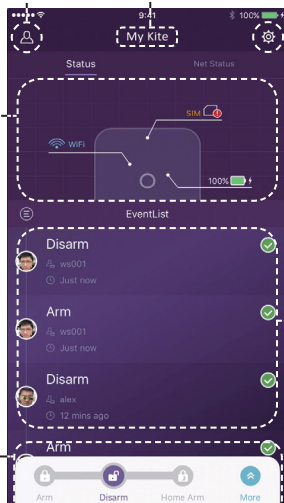 9:41 100%
My Kite
Status Net Status
SIM
WiFi
100%
EventList
Disarm
ws001
Just now
Arm
ws001
Just now
Disarm
alex
12 mins ago
Arm
Arm Disarm Home Arm More